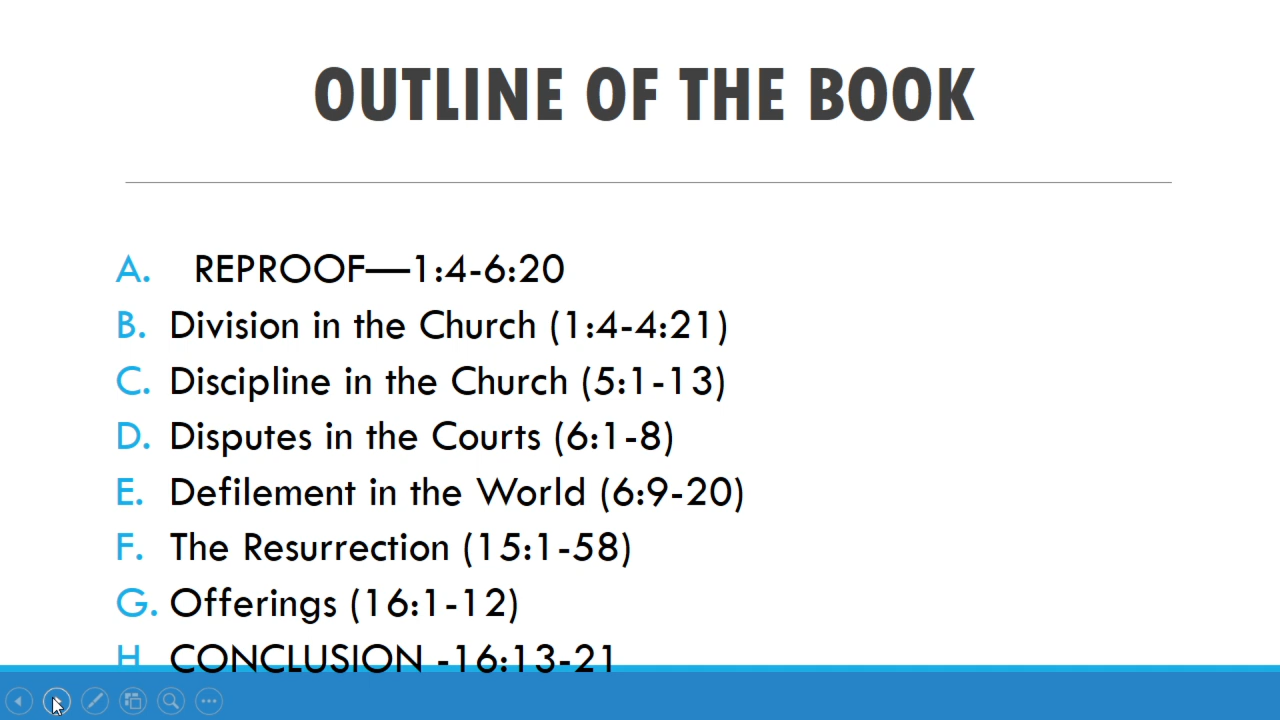 OUTLINE OF THE BOOK
A. REPROOF—1:4-6:20
B. Division in the Church (1:4-4:21)
C. Discipline in the Church (5:1-13)
D. Disputes in the Courts (6:1-8)
E. Defilement in the World (6:9-20)
F. The Resurrection (15:1-58)
G. Offerings (16:1-12)
H. CONCLUSION -16:13-21